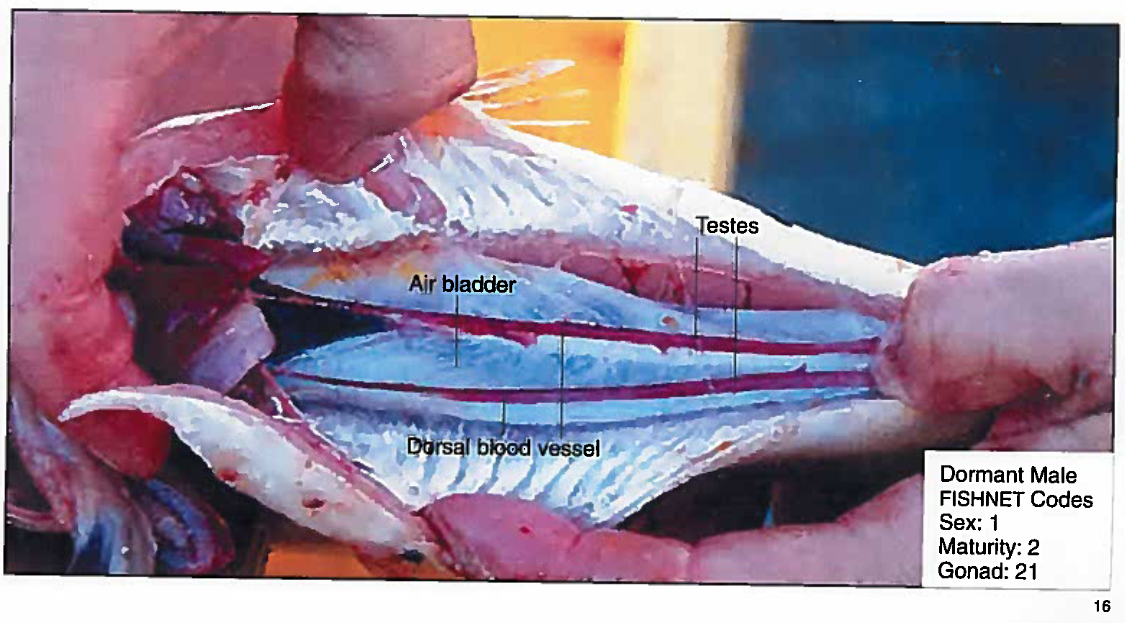 Testes
Air bladder
Dorsal blood vessel
Dormant Male
FISHNET Codes
Sex: 1
Maturity: 2
Gonad: 21
16